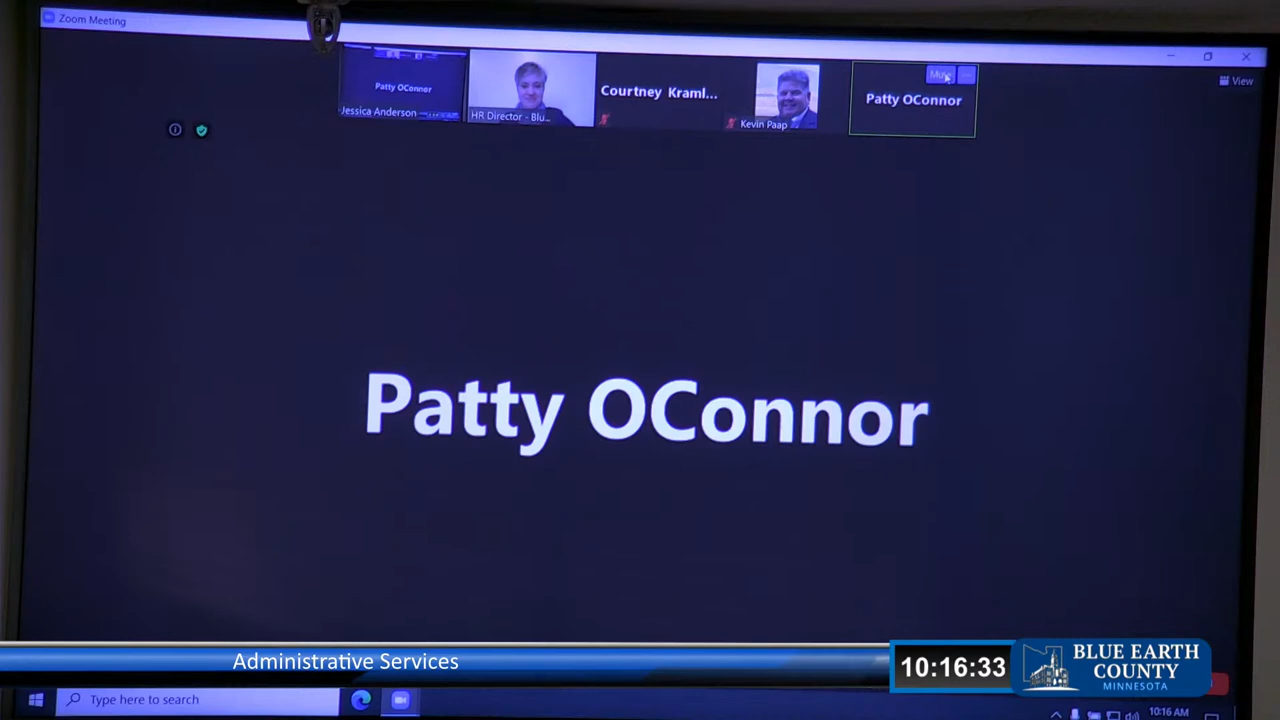 Zoom Meeting
Patty OConnor
Jessica Anderson
HR Director - Blu...
Courtney Kraml...
Kevin Paap
Mute
Patty OConnor
View
Patty OConnor
Administrative Services
10:16:33
BLUE EARTH
COUNTY
MINNESOTA
Type here to search
10:16 AM